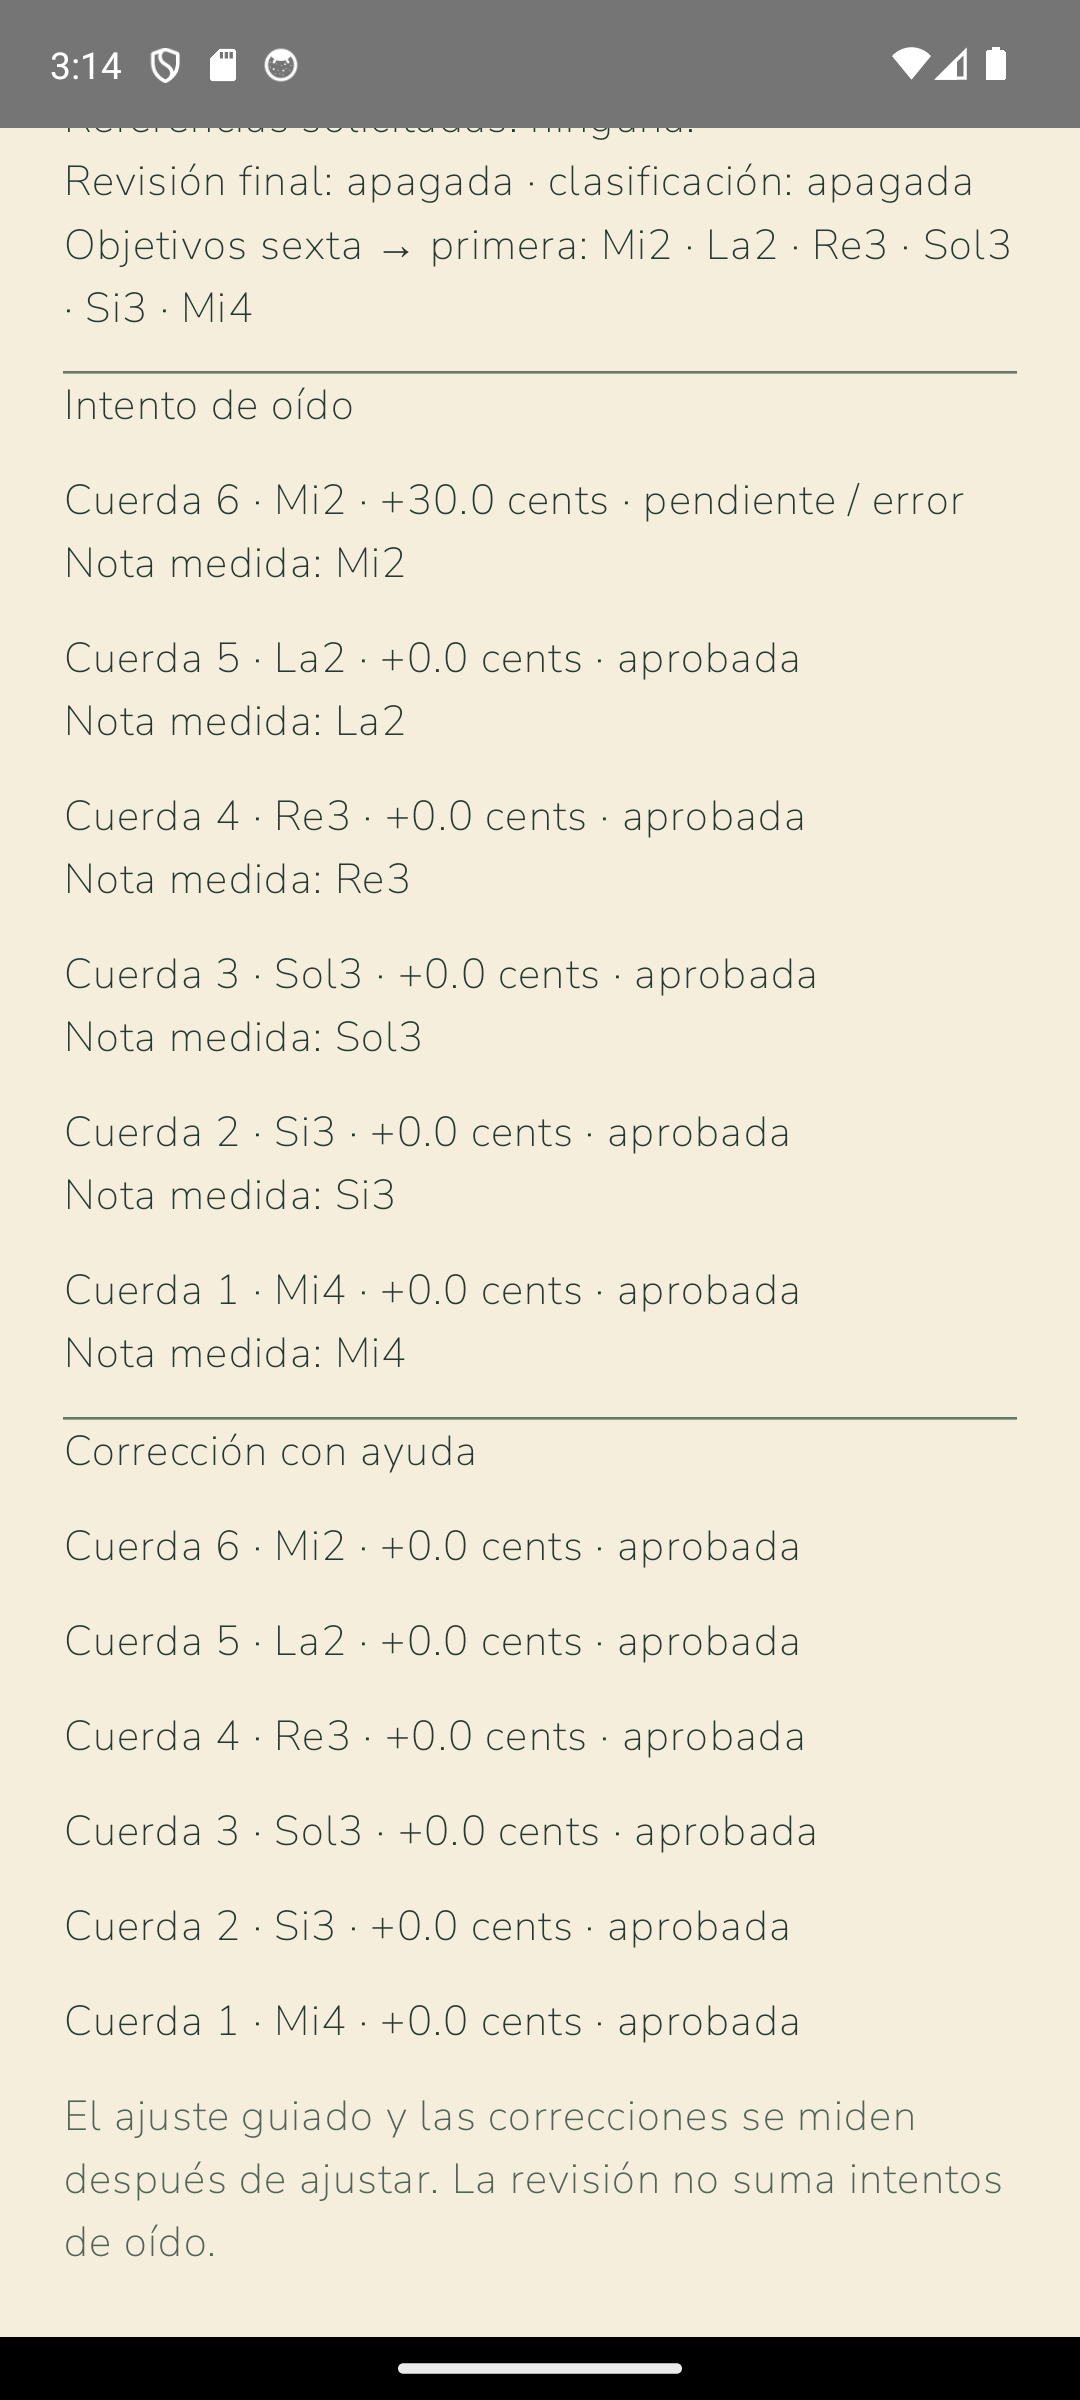 3:14
Referencias solicitadas: ninguna.
Revisión final: apagada · clasificación: apagada
Objetivos sexta → primera: Mi2 · La2 · Re3 · Sol3
· Si3 · Mi4
Intento de oído
Cuerda 6 · Mi2 · +30.0 cents · pendiente / error
Nota medida: Mi2
Cuerda 5 · La2 · +0.0 cents · aprobada
Nota medida: La2
Cuerda 4 · Re3 · +0.0 cents · aprobada
Nota medida: Re3
Cuerda 3 · Sol3 · +0.0 cents · aprobada
Nota medida: Sol3
Cuerda 2 · Si3 · +0.0 cents · aprobada
Nota medida: Si3
Cuerda 1 · Mi4 · +0.0 cents · aprobada
Nota medida: Mi4
Corrección con ayuda
Cuerda 6 · Mi2 · +0.0 cents · aprobada
Cuerda 5 · La2 · +0.0 cents · aprobada
Cuerda 4 · Re3 · +0.0 cents · aprobada
Cuerda 3 · Sol3 · +0.0 cents · aprobada
Cuerda 2 · Si3 · +0.0 cents · aprobada
Cuerda 1 · Mi4 · +0.0 cents · aprobada
El ajuste guiado y las correcciones se miden
después de ajustar. La revisión no suma intentos
de oído.